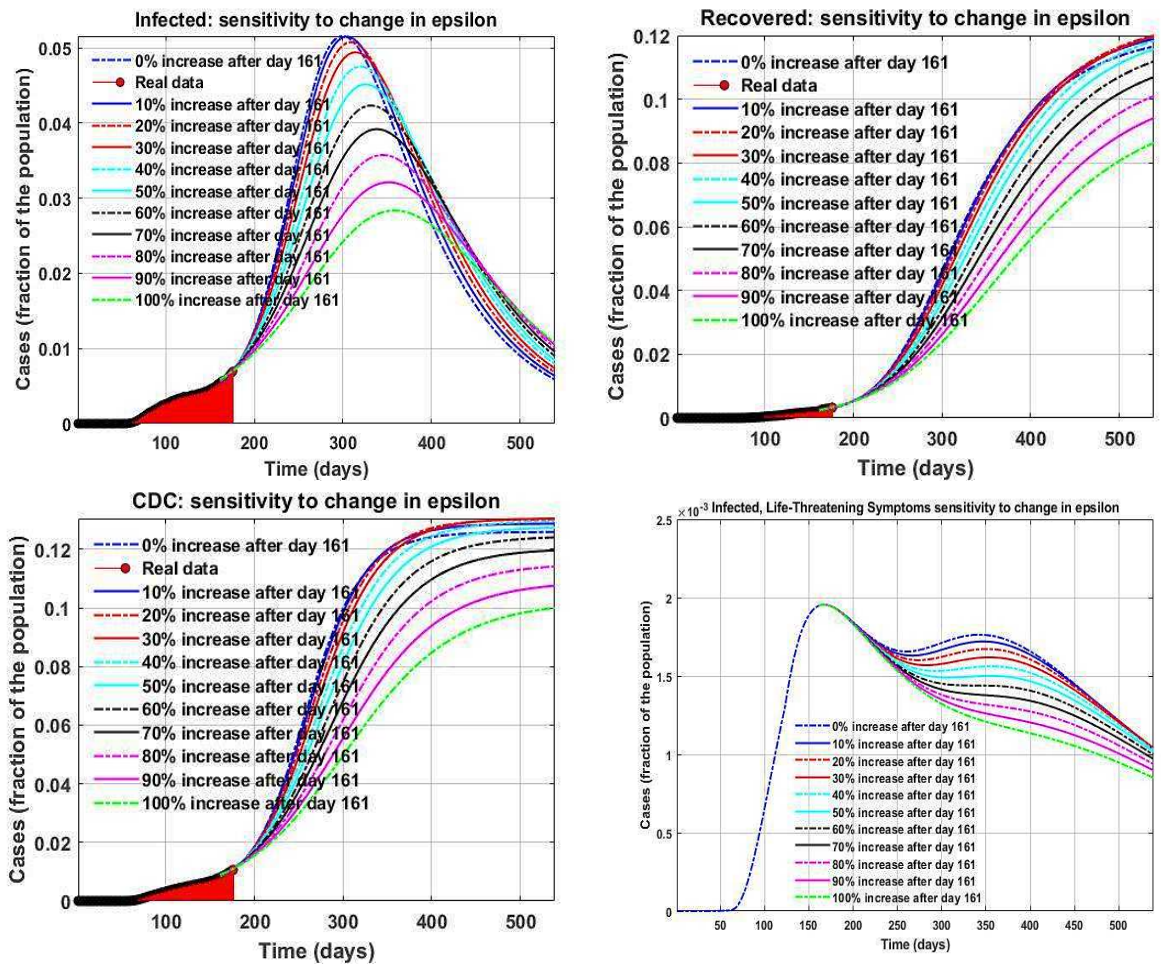 Infected: sensitivity to change in epsilon
Cases (fraction of the population)
0.05
0.04
0.03
0.02
0.01
0
0% increase after day 161
Real data
10% increase after day 161
20% increase after day 161
30% increase after day 161
40% increase after day 161
50% increase after day 161
60% increase after day 161
70% increase after day 161
80% increase after day 161
90% increase after day 161
100% increase after day 161
100 200 300 400 500
Time (days)
Recovered: sensitivity to change in epsilon
Cases (fraction of the population)
0.12
0.1
0.08
0.06
0.04
0.02
0
0% increase after day 161
Real data
10% increase after day 161
20% increase after day 161
30% increase after day 161
40% increase after day 161
50% increase after day 161
60% increase after day 161
70% increase after day 161
80% increase after day 161
90% increase after day 161
100% increase after day 161
100 200 300 400 500
Time (days)
CDC: sensitivity to change in epsilon
Cases (fraction of the population)
0.12
0.1
0.08
0.06
0.04
0.02
0
0% increase after day 161
Real data
10% increase after day 161
20% increase after day 161
30% increase after day 161
40% increase after day 161
50% increase after day 161
60% increase after day 161
70% increase after day 161
80% increase after day 161
90% increase after day 161
100% increase after day 161
100 200 300 400 500
Time (days)
×10⁻³ Infected, Life-Threatening Symptoms sensitivity to change in epsilon
Cases (fraction of the population)
2.5
2
1.5
1
0.5
0
0% increase after day 161
10% increase after day 161
20% increase after day 161
30% increase after day 161
40% increase after day 161
50% increase after day 161
60% increase after day 161
70% increase after day 161
80% increase after day 161
90% increase after day 161
100% increase after day 161
50 100 150 200 250 300 350 400 450 500
Time (days)